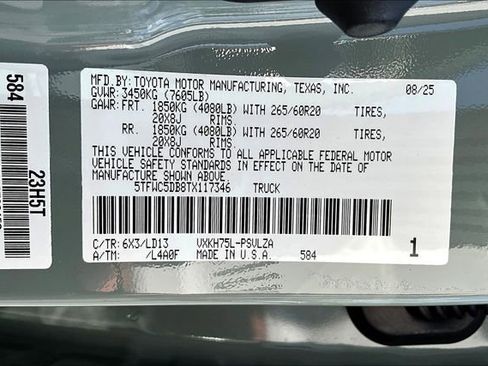 MFD.BY: TOYOTA MOTOR MANUFACTURING, TEXAS, INC. 08/25
GVWR: 3450KG (7605LB)
GAWR: FRT. 1850KG (4080LB) WITH 265/60R20 TIRES,
20X8J RIMS.
RR. 1850KG (4080LB) WITH 265/60R20 TIRES,
20X8J RIMS.
THIS VEHICLE CONFORMS TO ALL APPLICABLE FEDERAL MOTOR
VEHICLE SAFETY STANDARDS IN EFFECT ON THE DATE OF
MANUFACTURE SHOWN ABOVE.
5TFWC5DB8TX117346 TRUCK
C/TR: 6X3/LD13 VXKH75L-PSVLZA
A/TM: /L4A0F MADE IN U.S.A. 584 1
584
23H5T